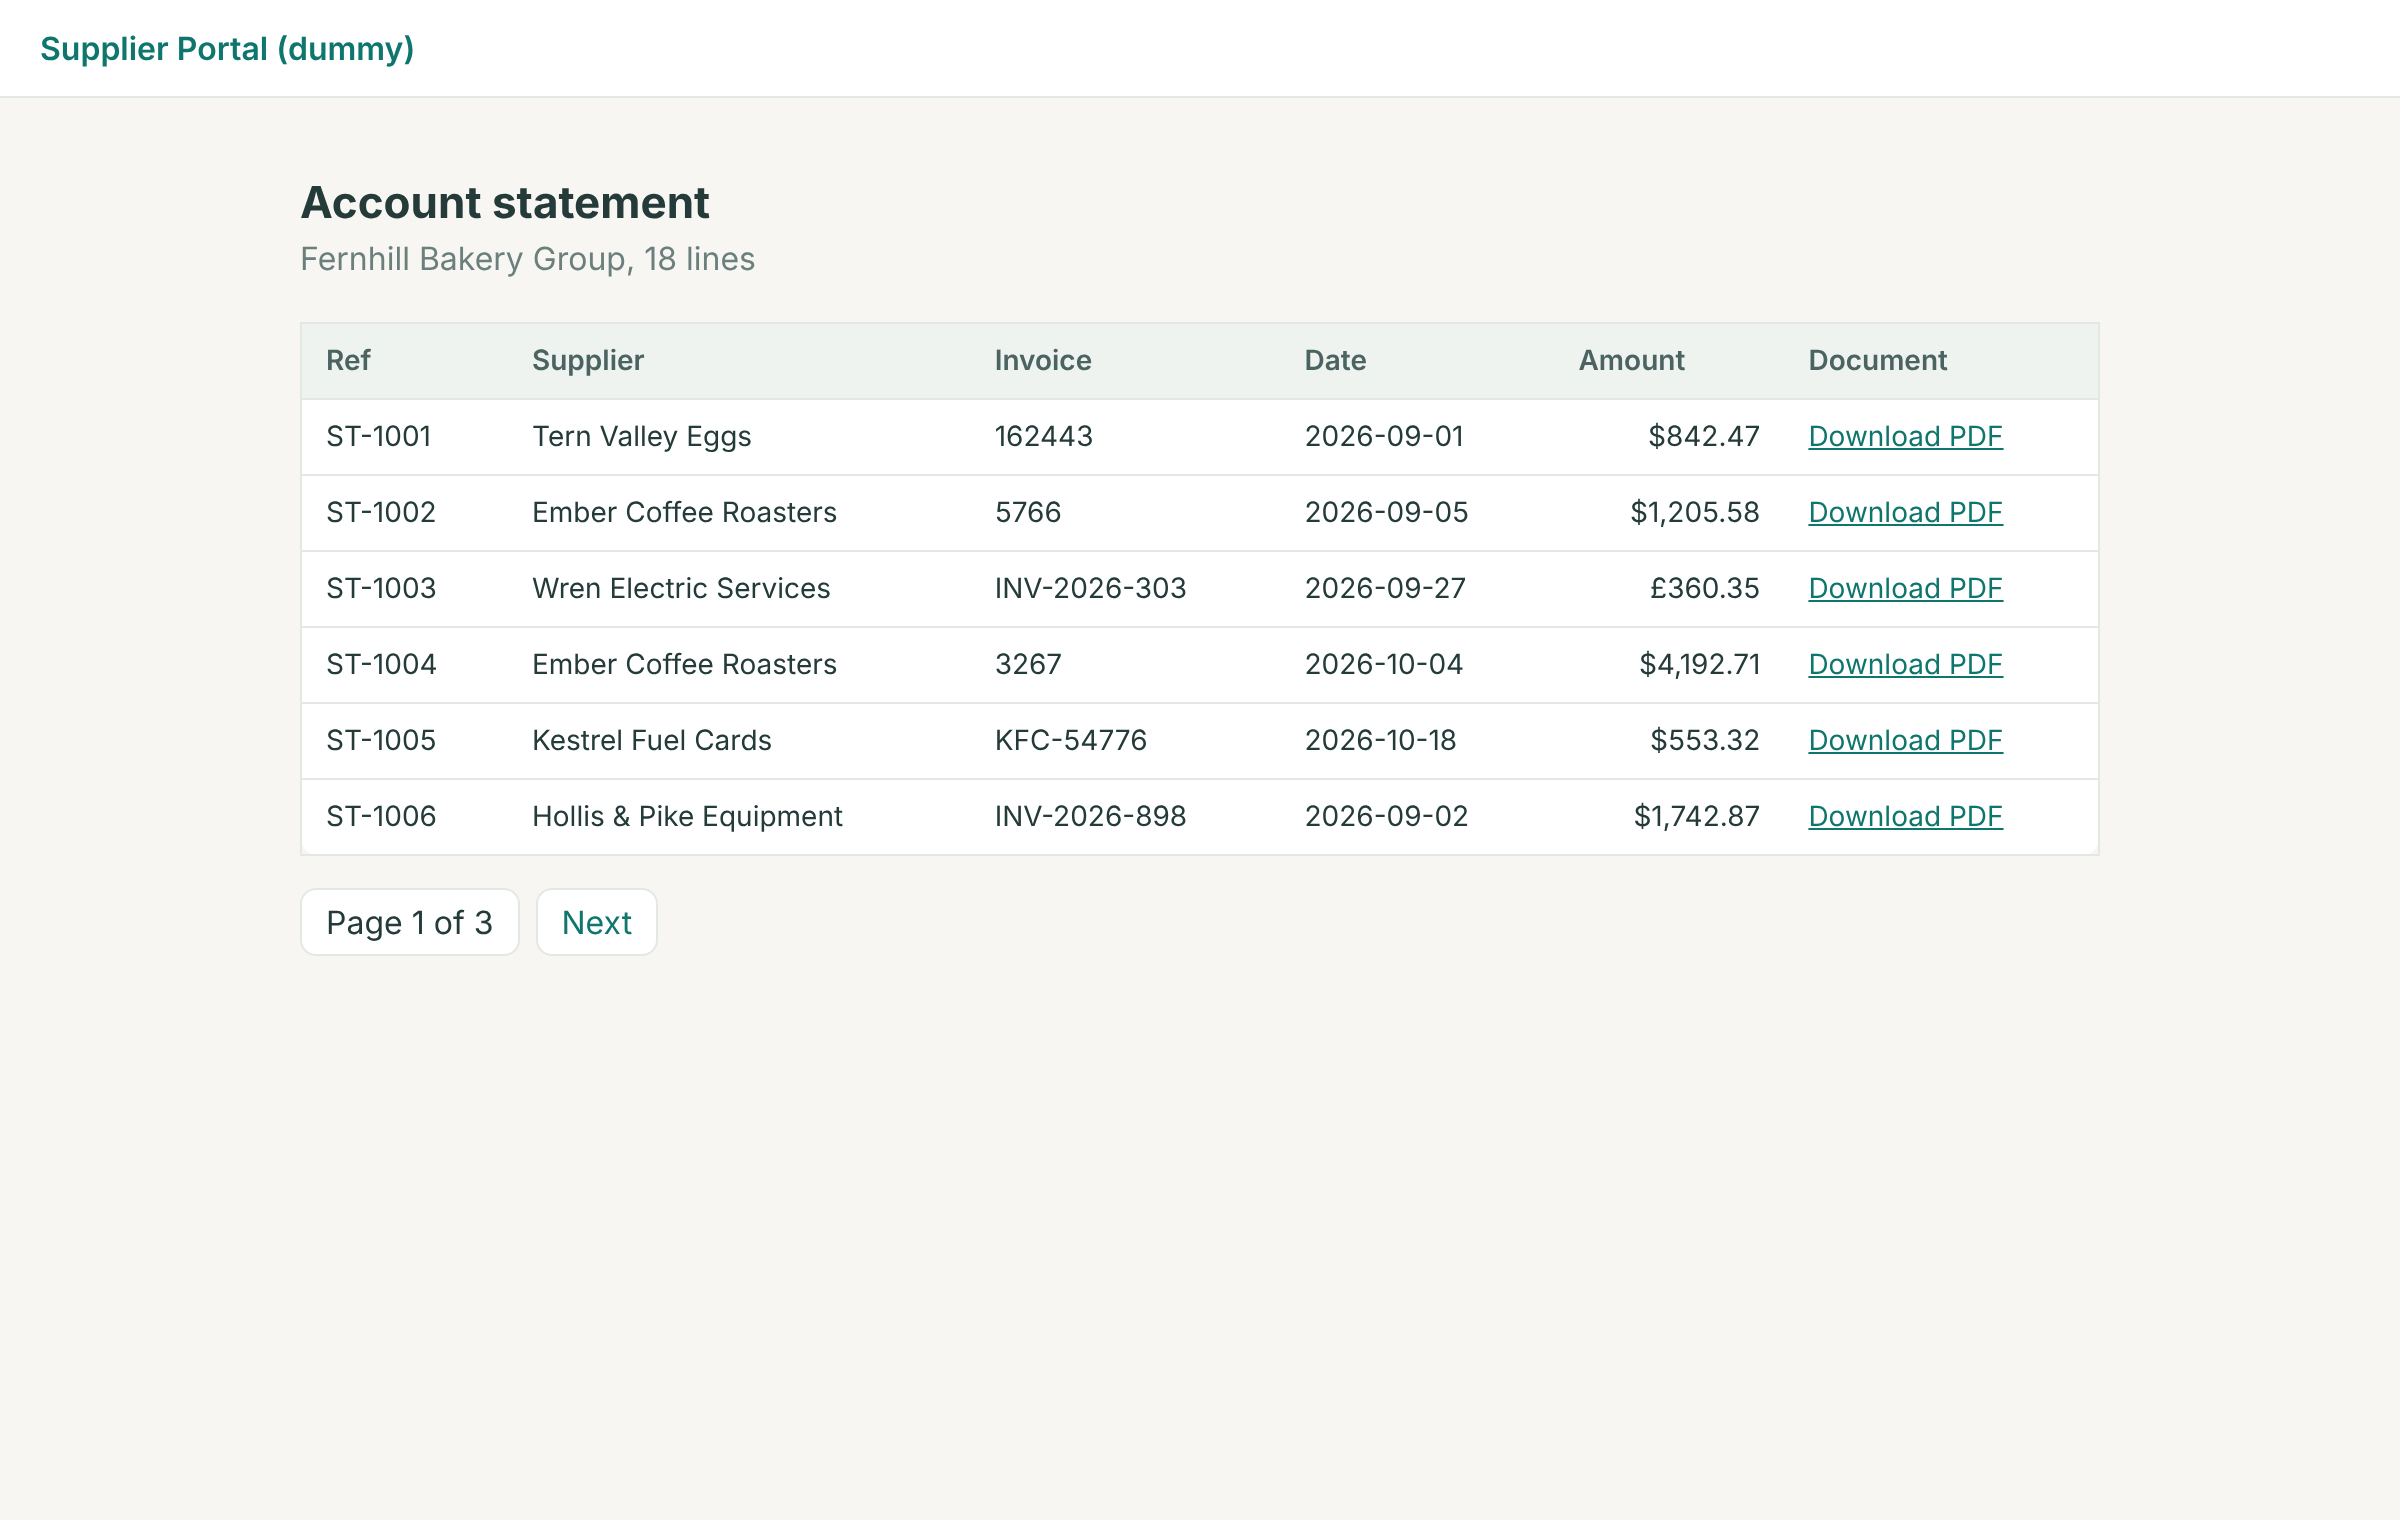 Supplier Portal (dummy)
Account statement
Fernhill Bakery Group, 18 lines
Ref Supplier Invoice Date Amount Document
ST-1001 Tern Valley Eggs 162443 2026-09-01 $842.47 Download PDF
ST-1002 Ember Coffee Roasters 5766 2026-09-05 $1,205.58 Download PDF
ST-1003 Wren Electric Services INV-2026-303 2026-09-27 £360.35 Download PDF
ST-1004 Ember Coffee Roasters 3267 2026-10-04 $4,192.71 Download PDF
ST-1005 Kestrel Fuel Cards KFC-54776 2026-10-18 $553.32 Download PDF
ST-1006 Hollis & Pike Equipment INV-2026-898 2026-09-02 $1,742.87 Download PDF
Page 1 of 3 Next